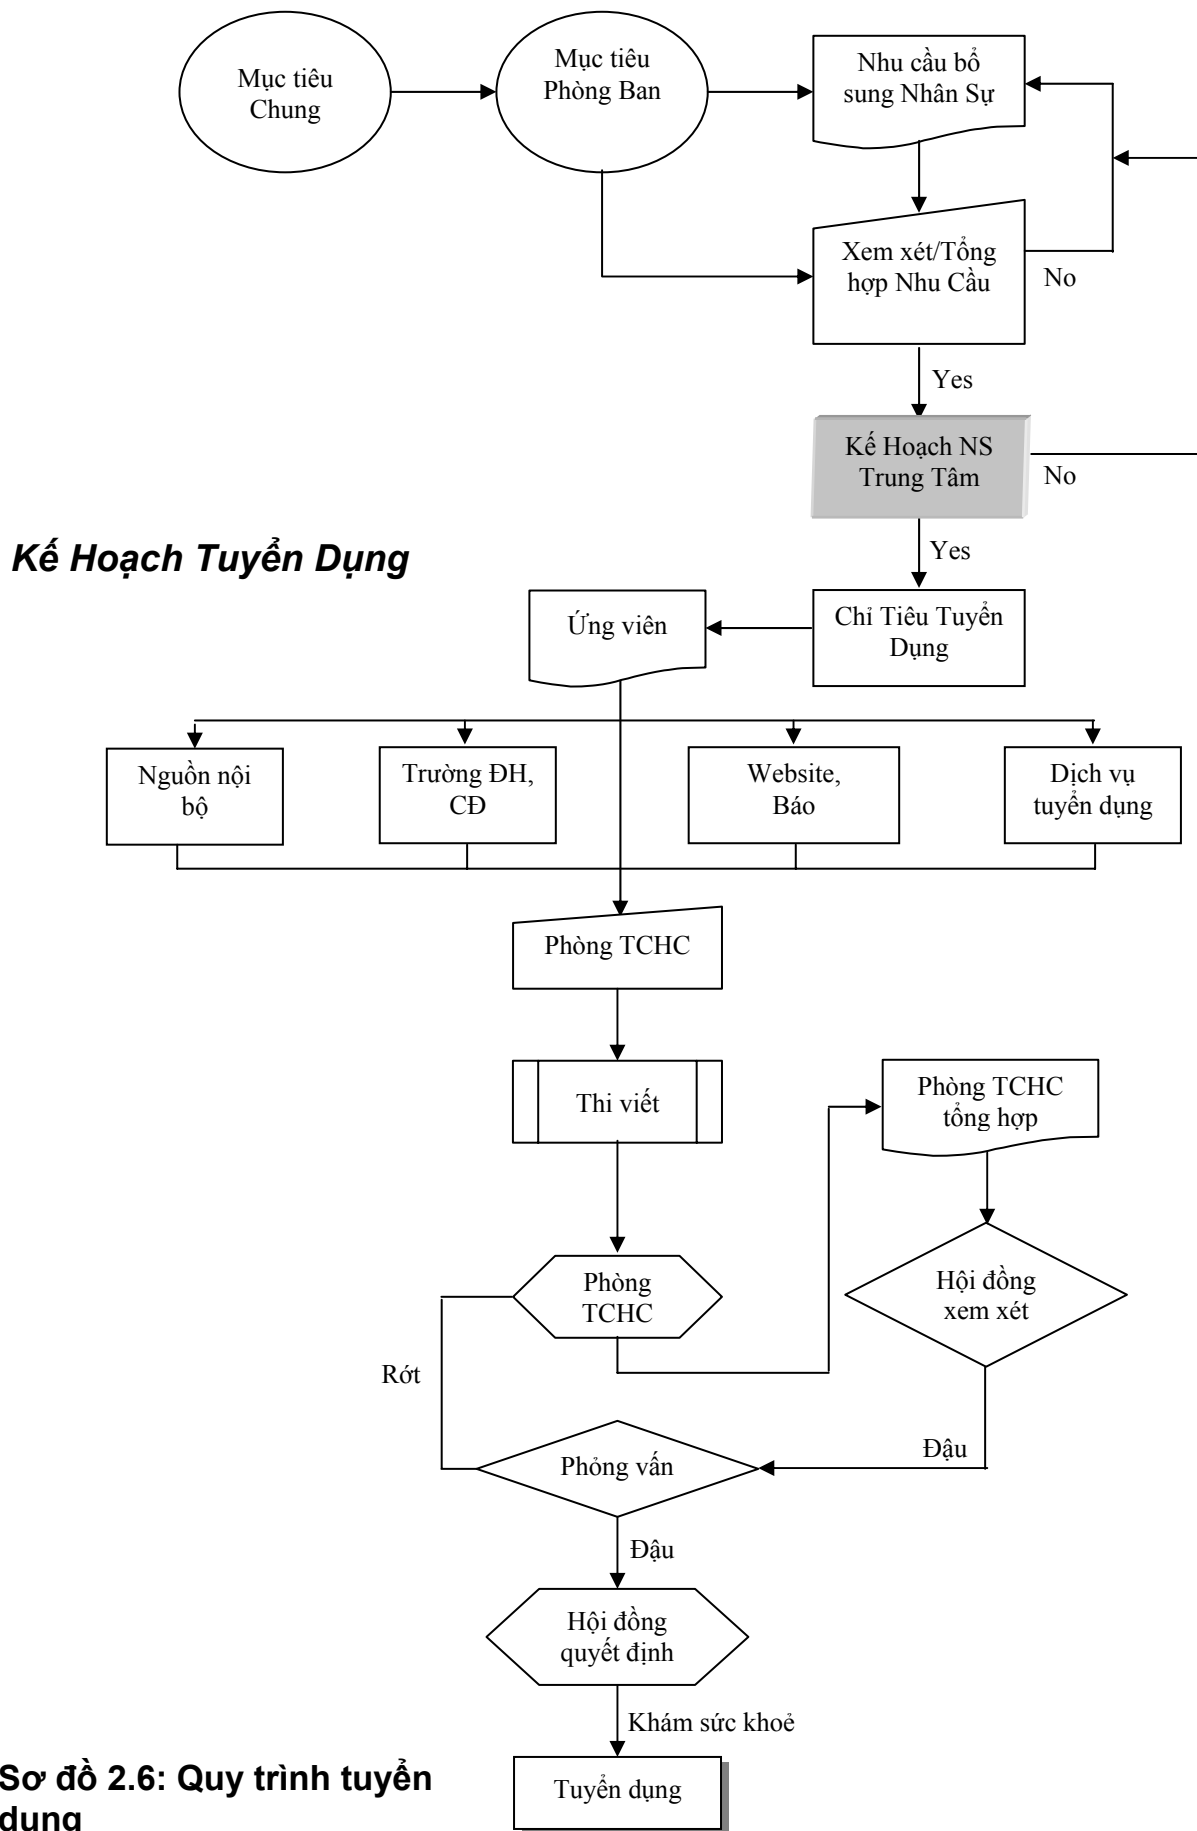 Mục tiêu
Chung
Mục tiêu
Phòng Ban
Nhu cầu bổ
sung Nhân Sự
Xem xét/Tổng
hợp Nhu Cầu
No
Yes
Kế Hoạch NS
Trung Tâm
No
Yes
Kế Hoạch Tuyển Dụng
Chỉ Tiêu Tuyển
Dụng
Ứng viên
Nguồn nội
bộ
Trường ĐH,
CĐ
Website,
Báo
Dịch vụ
tuyển dụng
Phòng TCHC
Thi viết
Phòng TCHC
tổng hợp
Phòng
TCHC
Hội đồng
xem xét
Rớt
Đậu
Phỏng vấn
Đậu
Hội đồng
quyết định
Khám sức khoẻ
Tuyển dụng
Sơ đồ 2.6: Quy trình tuyển
dụng